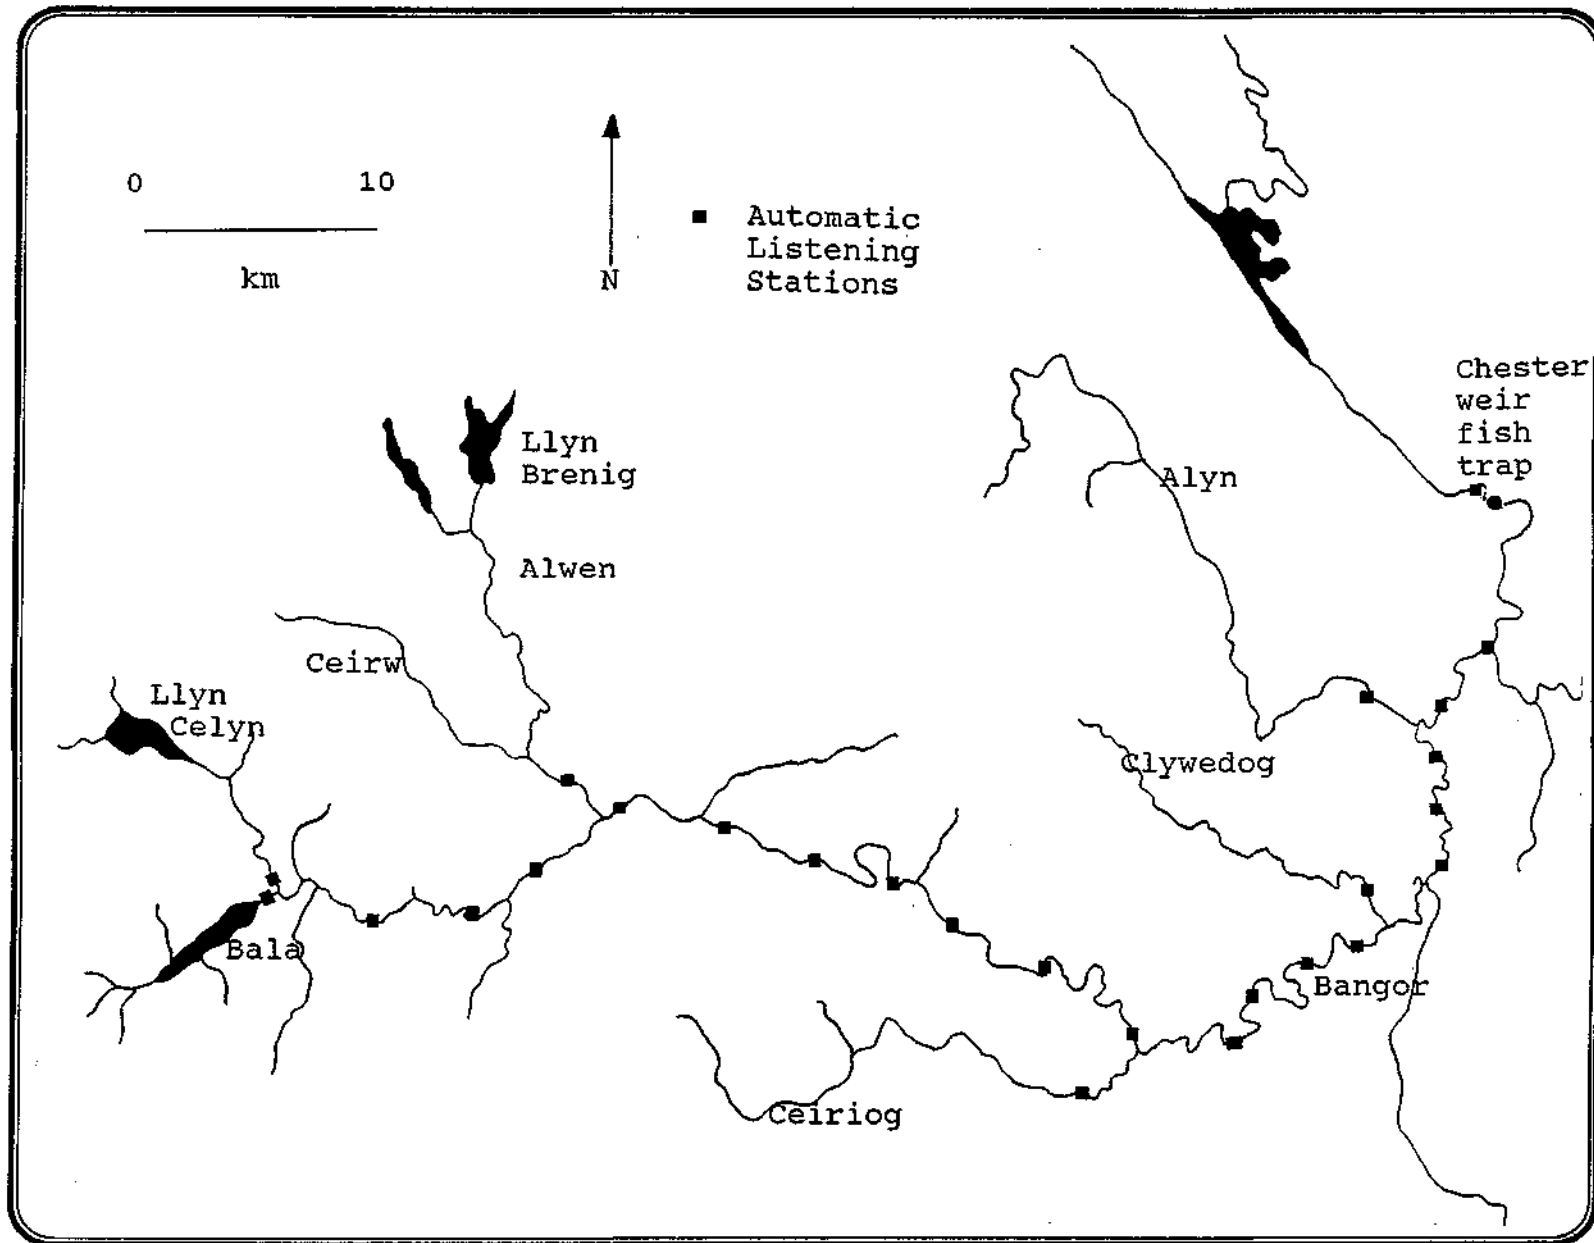 0 10
km
N
Automatic
Listening
Stations
Chester
weir
fish
trap
Llyn
Brenig
Alyn
Alwen
Ceirw
Llyn
Celyn
Clywedog
Bala
Bangor
Ceiriog